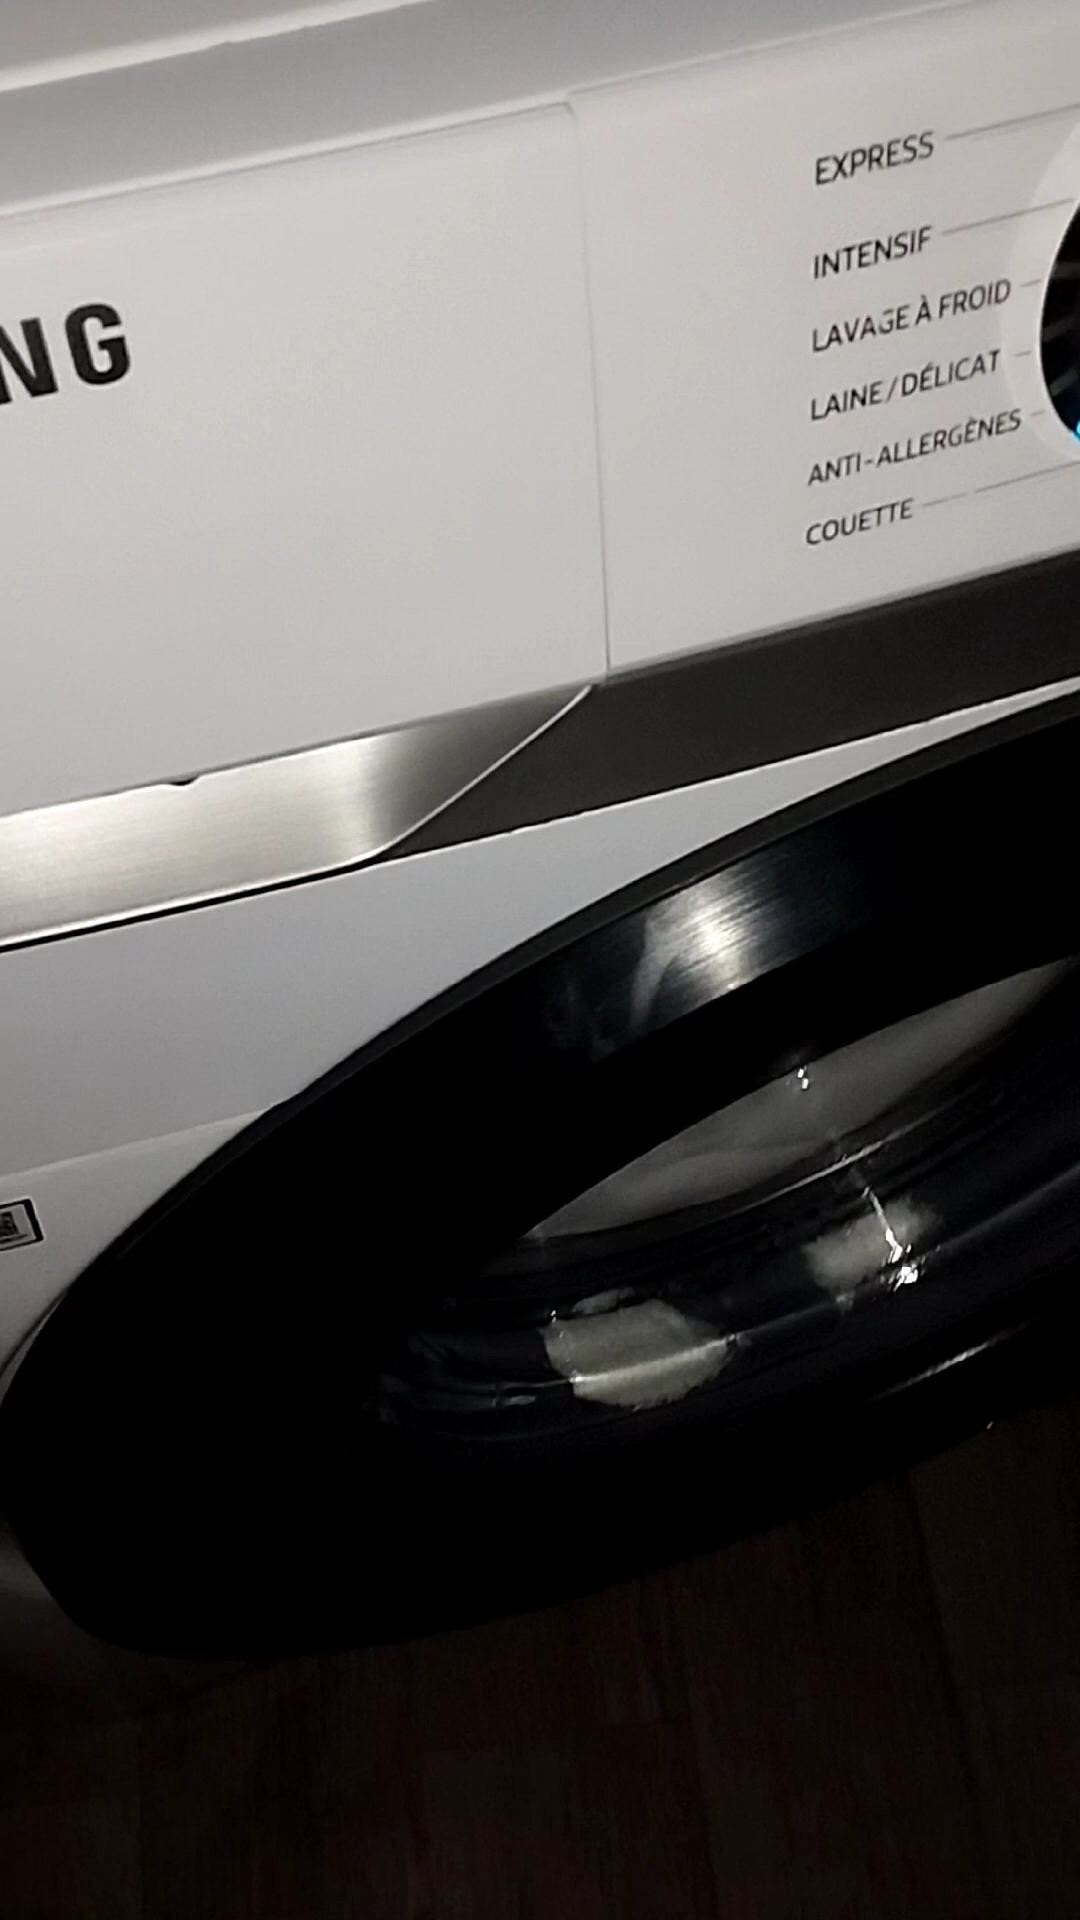 NG
EXPRESS
INTENSIF
LAVAGE À FROID
LAINE/DÉLICAT
ANTI-ALLERGÈNES
COUETTE